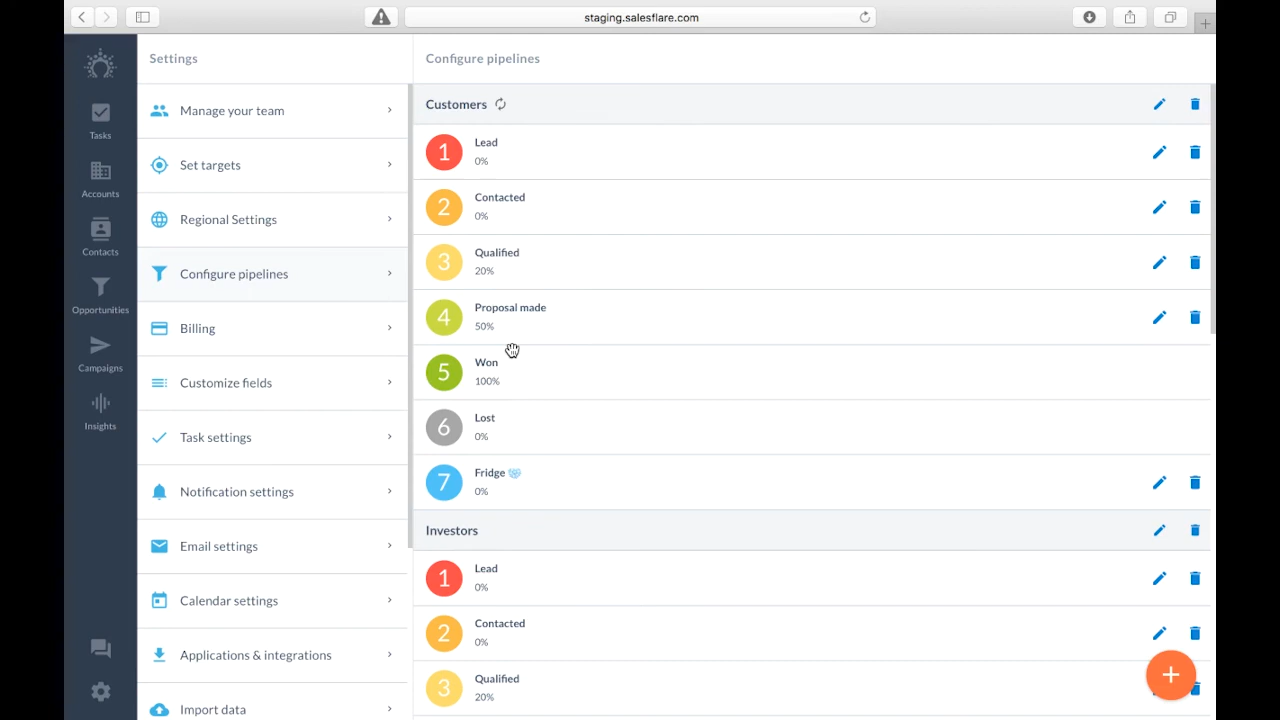 staging.salesflare.com
Settings
Configure pipelines
Tasks
Accounts
Contacts
Opportunities
Campaigns
Insights
Manage your team
Set targets
Regional Settings
Configure pipelines
Billing
Customize fields
Task settings
Notification settings
Email settings
Calendar settings
Applications & integrations
Import data
Customers
1 Lead
0%
2 Contacted
0%
3 Qualified
20%
4 Proposal made
50%
5 Won
100%
6 Lost
0%
7 Fridge
0%
Investors
1 Lead
0%
2 Contacted
0%
3 Qualified
20%